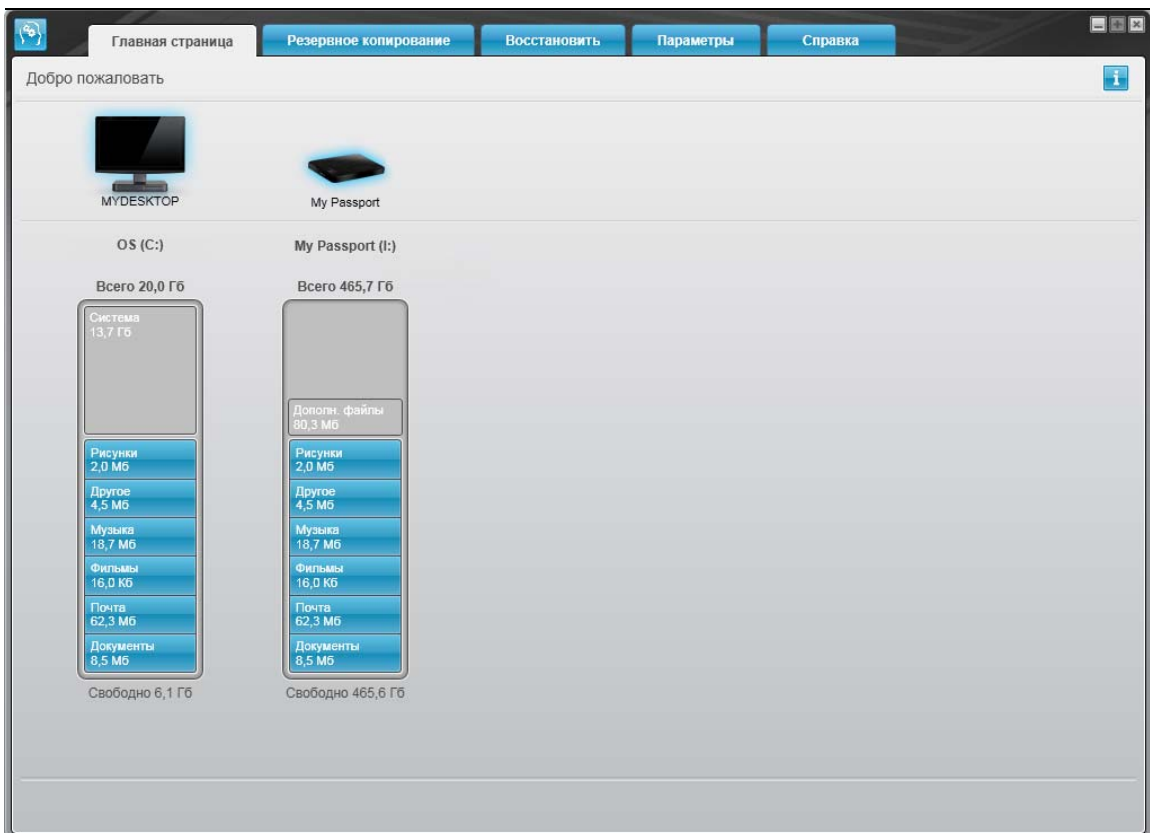 Главная страница
Резервное копирование
Восстановить
Параметры
Справка
Добро пожаловать
MYDESKTOP
My Passport
OS (C:)
My Passport (I:)
Всего 20,0 Гб
Всего 465,7 Гб
Система
13,7 Гб
Дополн. файлы
80,3 Мб
Рисунки
2,0 Мб
Рисунки
2,0 Мб
Другое
4,5 Мб
Другое
4,5 Мб
Музыка
18,7 Мб
Музыка
18,7 Мб
Фильмы
16,0 Кб
Фильмы
16,0 Кб
Почта
62,3 Мб
Почта
62,3 Мб
Документы
8,5 Мб
Документы
8,5 Мб
Свободно 6,1 Гб
Свободно 465,6 Гб